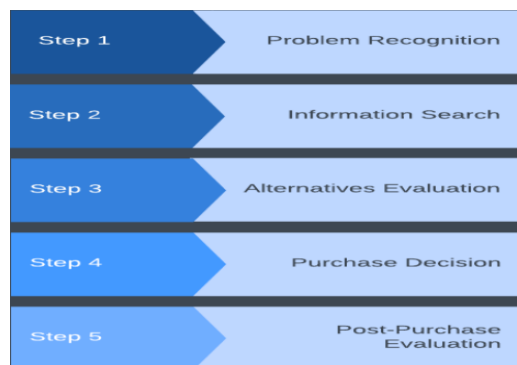 Step 1
Problem Recognition
Step 2
Information Search
Step 3
Alternatives Evaluation
Step 4
Purchase Decision
Step 5
Post-Purchase
Evaluation